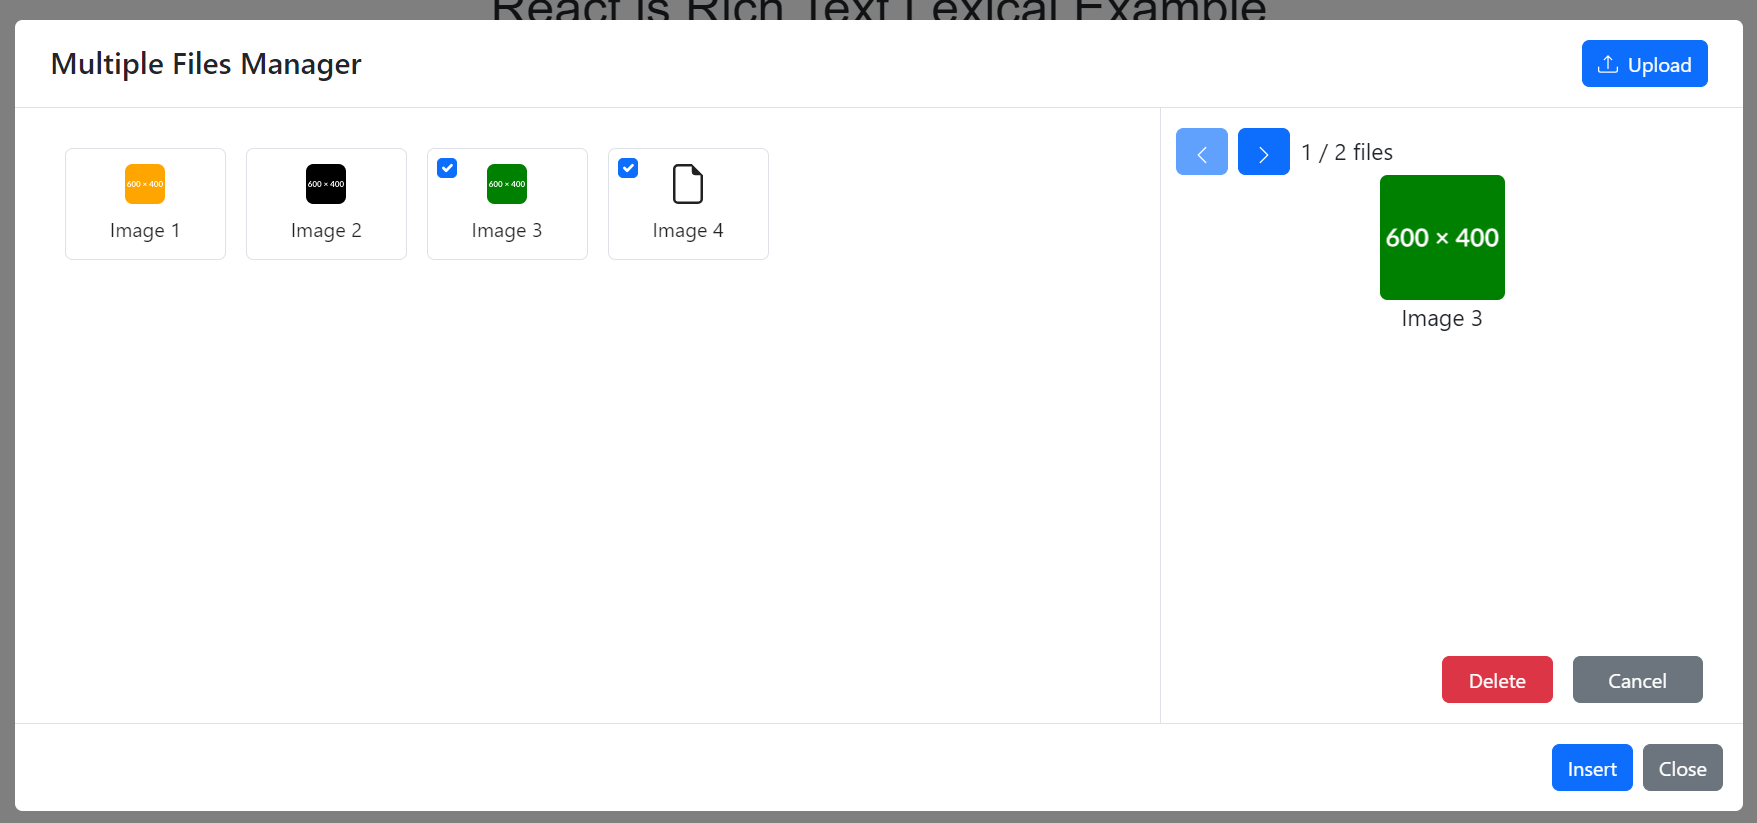 React is Rich Text Lexical Example
Multiple Files Manager
Upload
600 × 400
Image 1
600 × 400
Image 2
600 × 400
Image 3
Image 4
1 / 2 files
600 × 400
Image 3
Delete
Cancel
Insert
Close